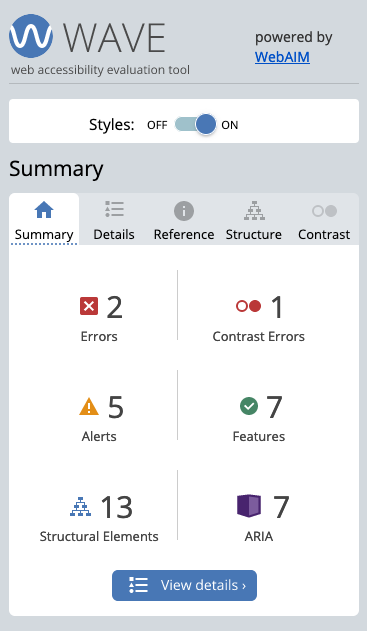 WAVE
web accessibility evaluation tool
powered by
WebAIM
Styles: OFF ON
Summary
Summary Details Reference Structure Contrast
2 1
Errors Contrast Errors
5 7
Alerts Features
13 7
Structural Elements ARIA
View details ›